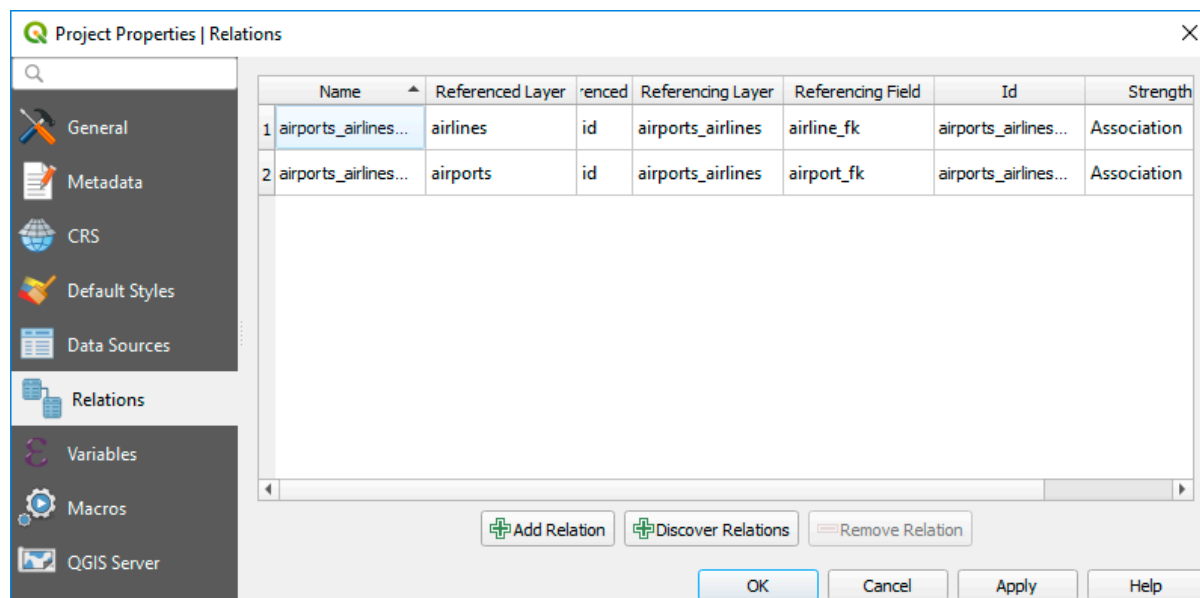 Project Properties | Relations
Name Referenced Layer renced Referencing Layer Referencing Field Id Strength
General
1 airports_airlines... airlines id airports_airlines airline_fk airports_airlines... Association
Metadata
2 airports_airlines... airports id airports_airlines airport_fk airports_airlines... Association
CRS
Default Styles
Data Sources
Relations
Variables
Macros
Add Relation Discover Relations Remove Relation
QGIS Server
OK Cancel Apply Help